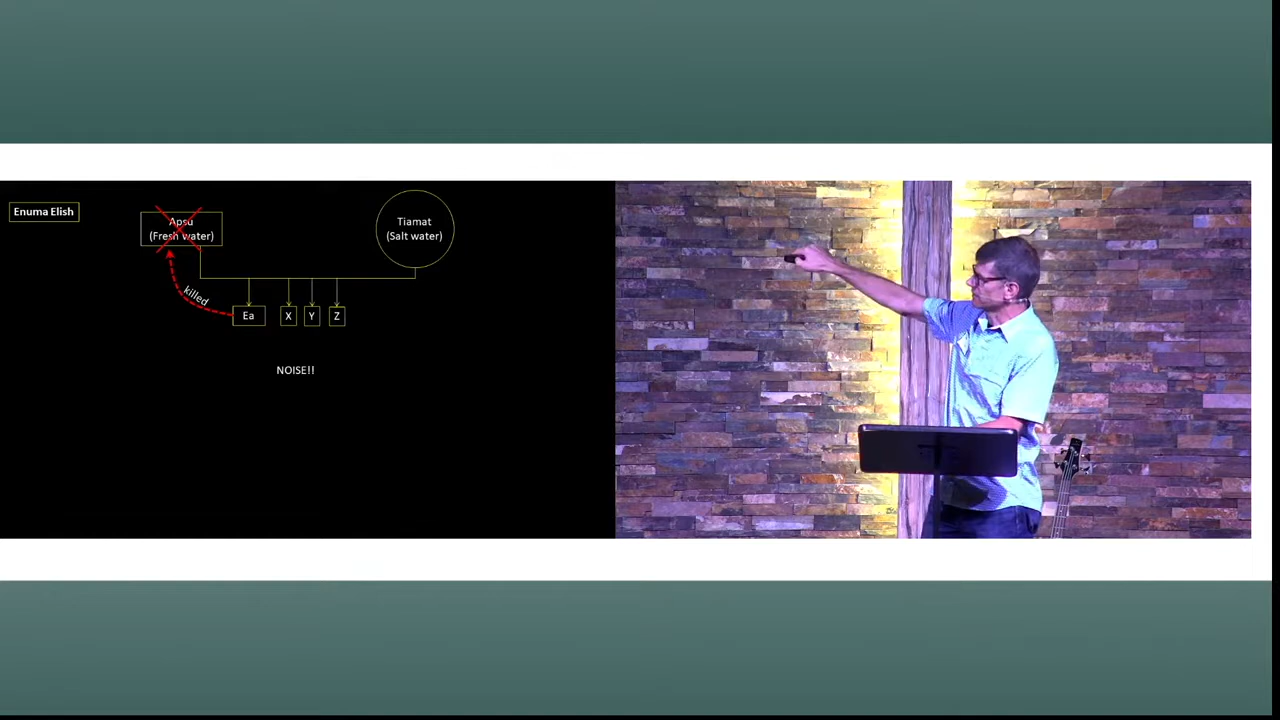 Enuma Elish
Apsu
(Fresh water)
Tiamat
(Salt water)
killed
Ea
X
Y
Z
NOISE!!